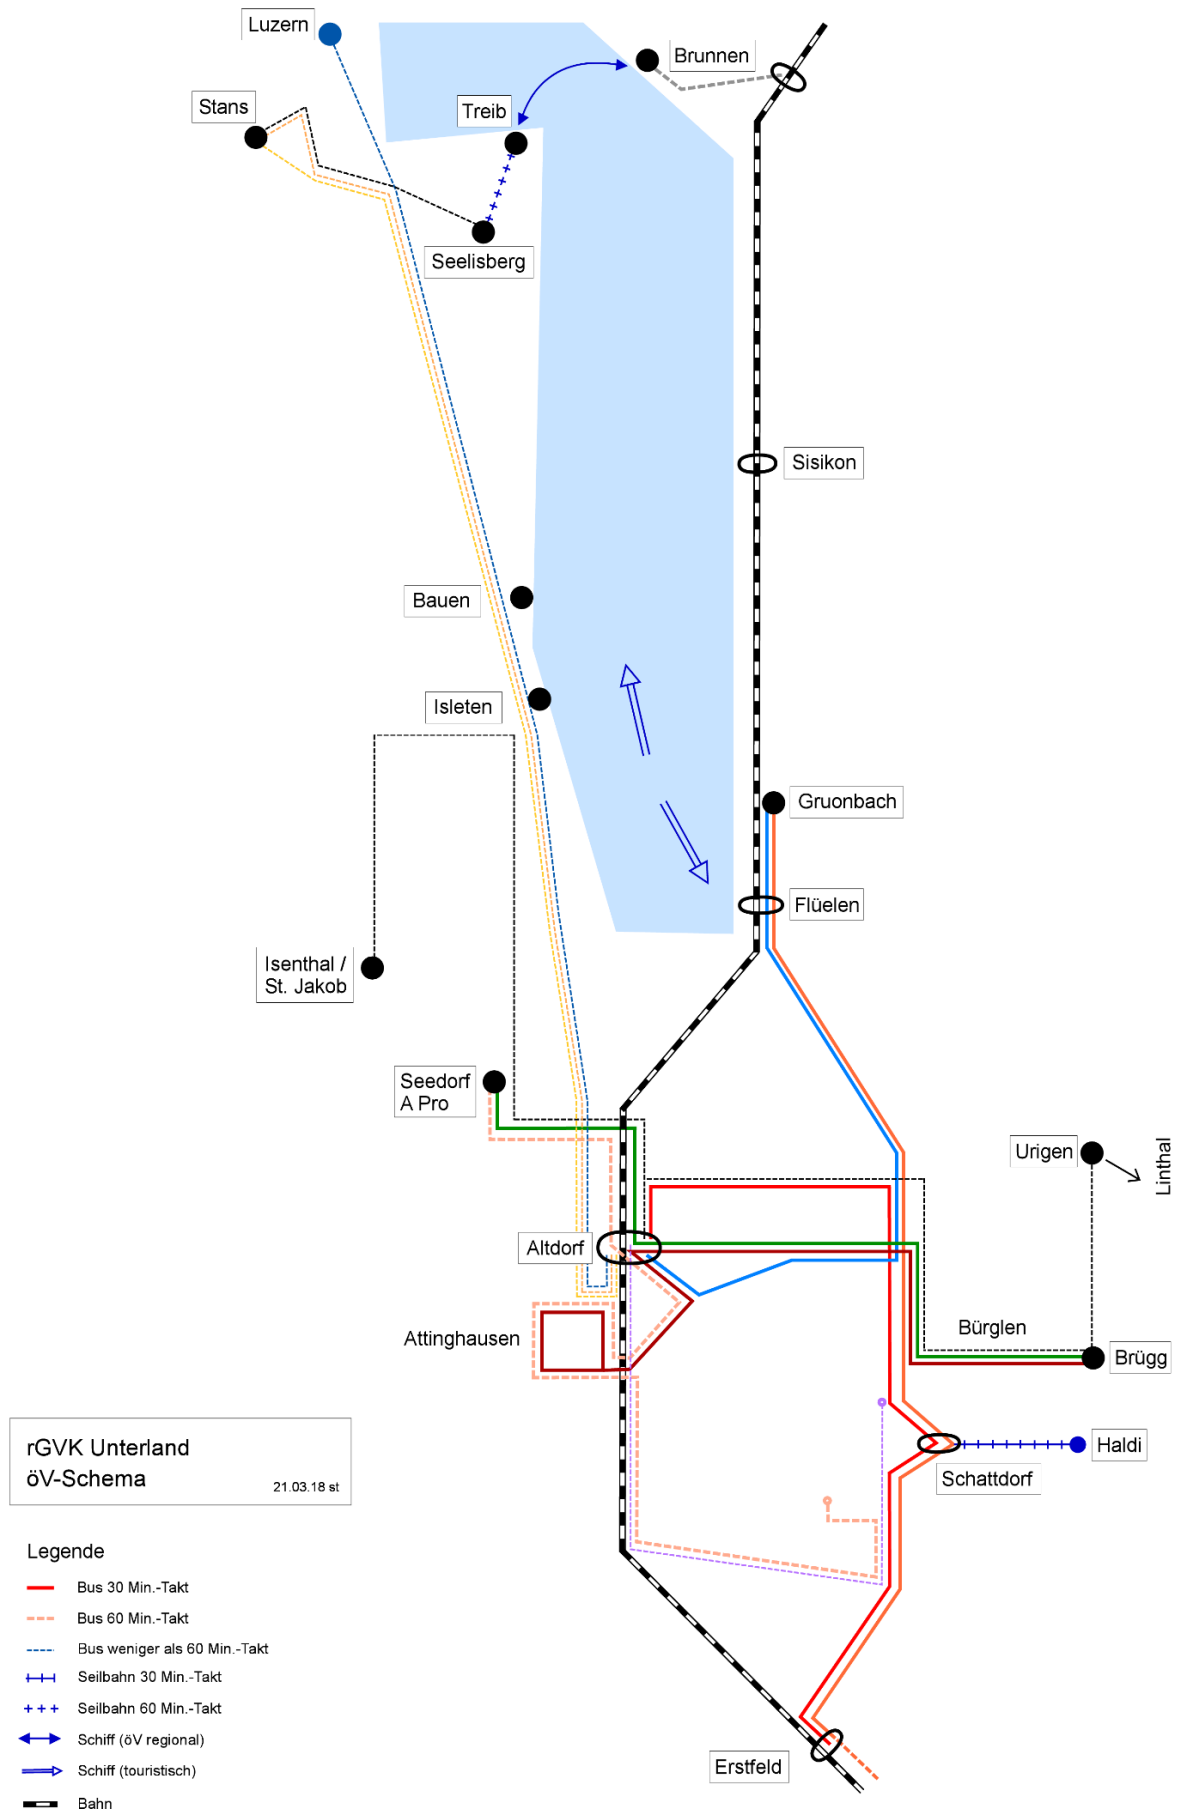 Luzern
Brunnen
Stans
Treib
Seelisberg
Sisikon
Bauen
Isleten
Gruonbach
Flüelen
Isenthal /
St. Jakob
Seedorf
A Pro
Urigen
Linthal
Altdorf
Bürglen
Attinghausen
Brügg
Haldi
Schattdorf
Erstfeld
rGVK Unterland
öV-Schema
21.03.18 st
Legende
Bus 30 Min.-Takt
Bus 60 Min.-Takt
Bus weniger als 60 Min.-Takt
Seilbahn 30 Min.-Takt
Seilbahn 60 Min.-Takt
Schiff (öV regional)
Schiff (touristisch)
Bahn